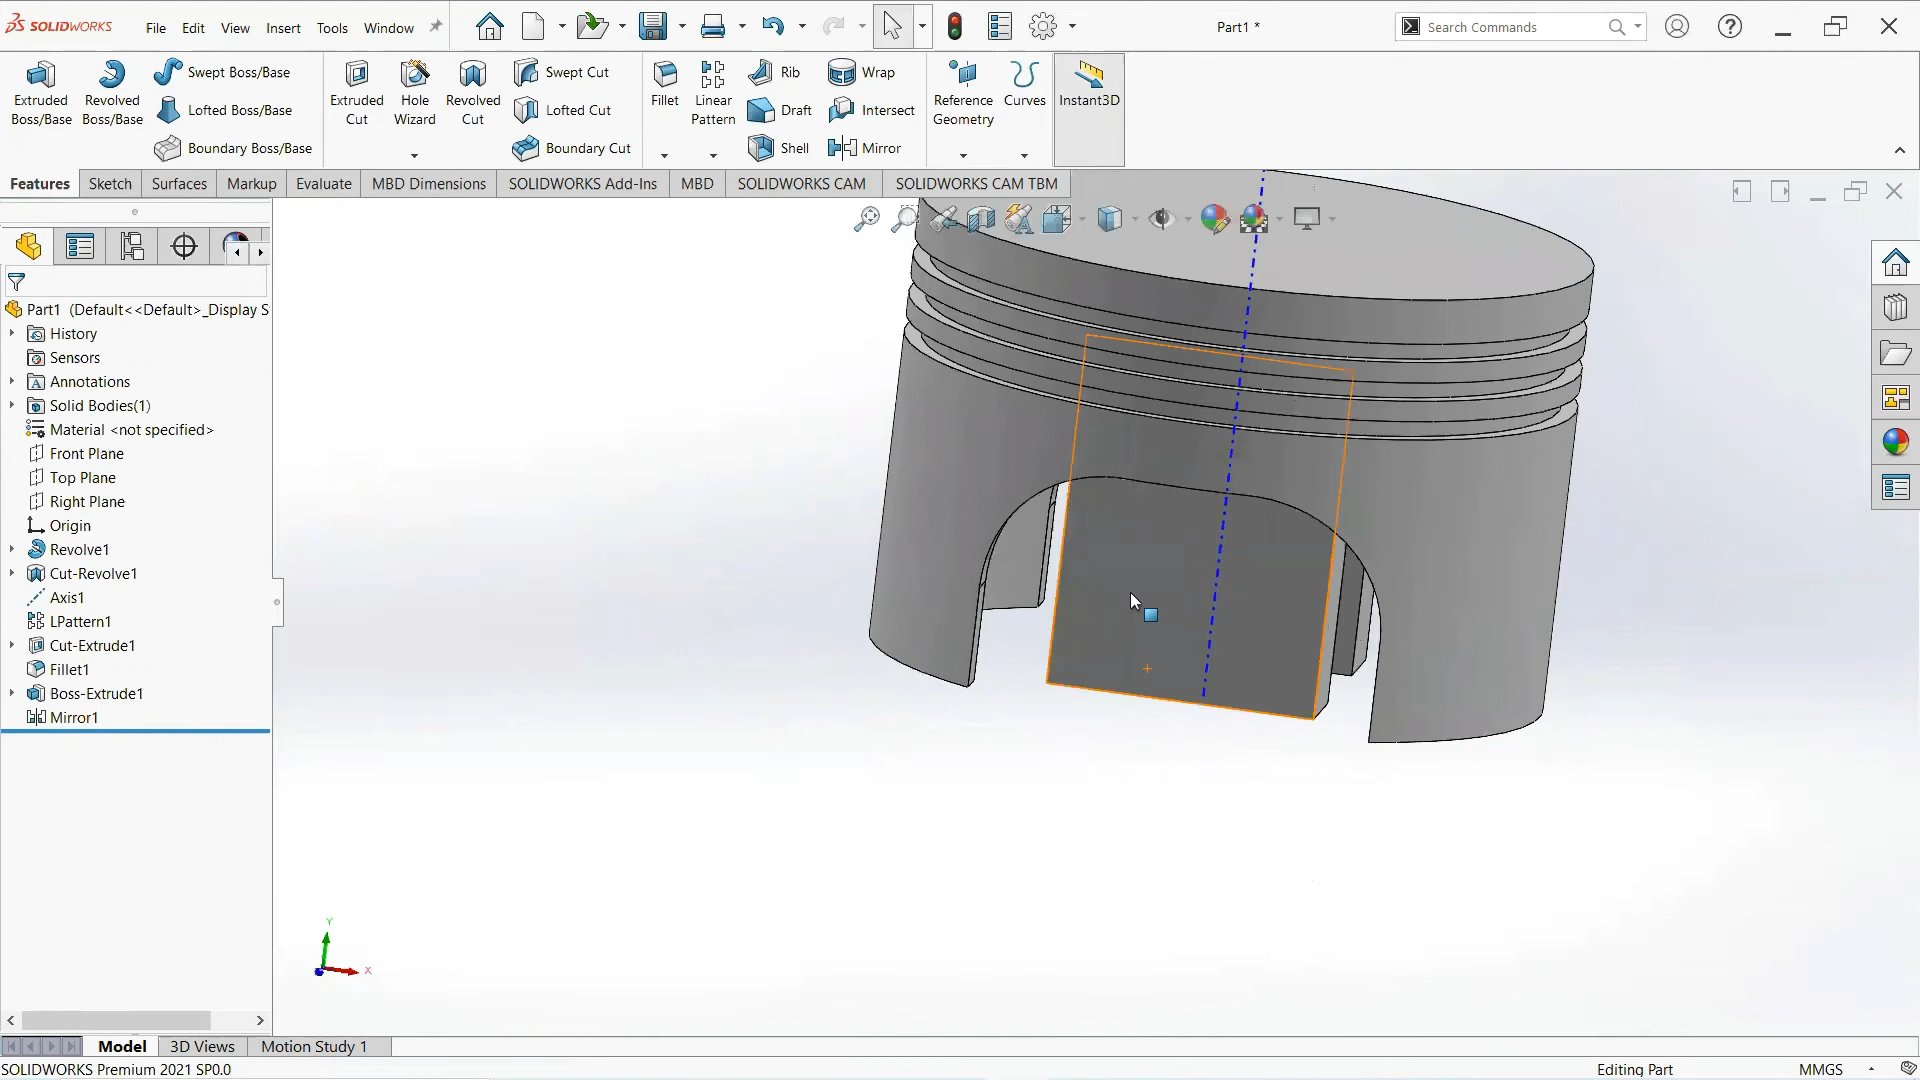 SOLIDWORKS
File Edit View Insert Tools Window
Part1 *
Search Commands
Extruded Boss/Base
Revolved Boss/Base
Swept Boss/Base
Lofted Boss/Base
Boundary Boss/Base
Extruded Cut
Hole Wizard
Revolved Cut
Swept Cut
Lofted Cut
Boundary Cut
Fillet
Linear Pattern
Rib
Draft
Shell
Wrap
Intersect
Mirror
Reference Geometry
Curves
Instant3D
Features Sketch Surfaces Markup Evaluate MBD Dimensions SOLIDWORKS Add-Ins MBD SOLIDWORKS CAM SOLIDWORKS CAM TBM
Part1 (Default<<Default>_Display S
History
Sensors
Annotations
Solid Bodies(1)
Material <not specified>
Front Plane
Top Plane
Right Plane
Origin
Revolve1
Cut-Revolve1
Axis1
LPattern1
Cut-Extrude1
Fillet1
Boss-Extrude1
Mirror1
Y
X
Model 3D Views Motion Study 1
SOLIDWORKS Premium 2021 SP0.0
Editing Part
MMGS